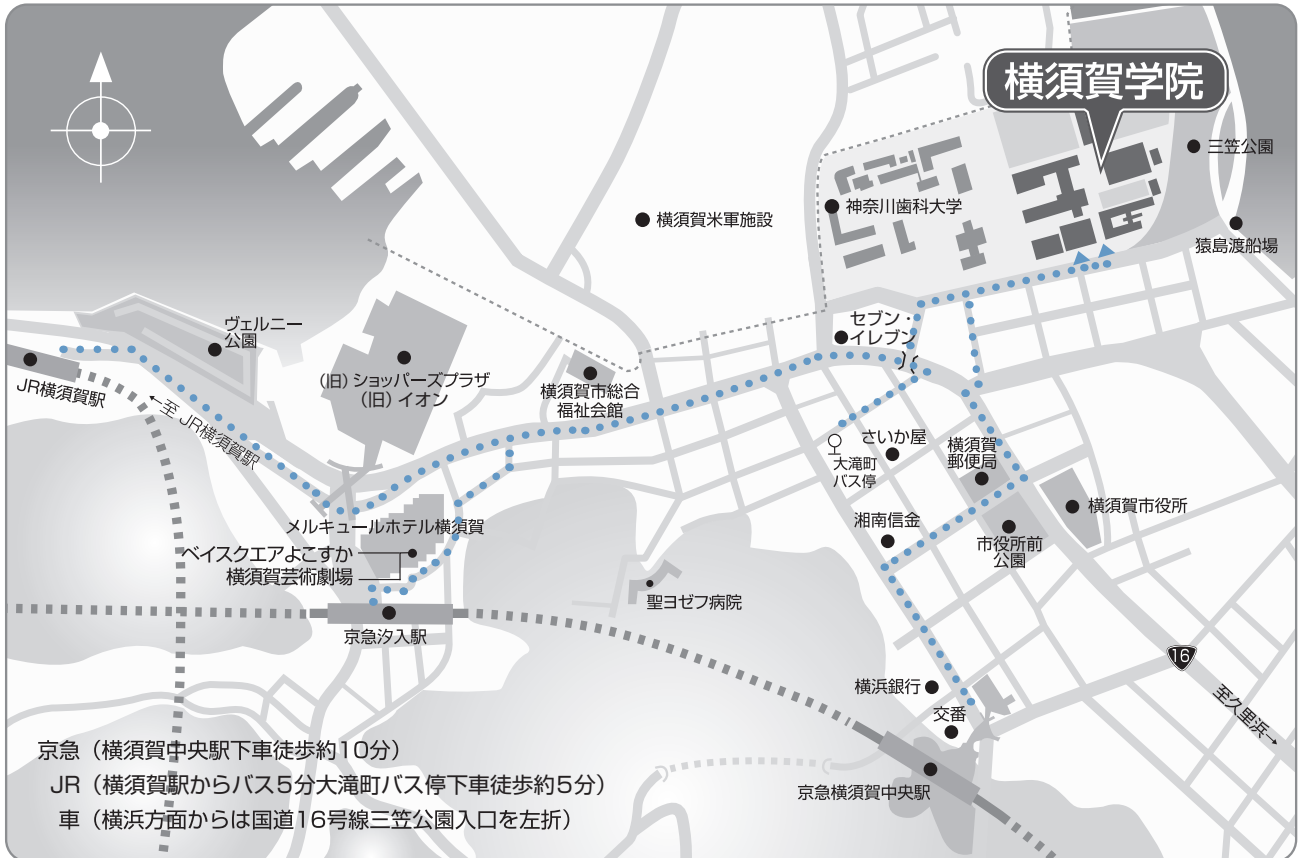 横須賀学院
三笠公園
神奈川歯科大学
横須賀米軍施設
猿島渡船場
ヴェルニー
公園
セブン・
イレブン
JR横須賀駅
←至 JR横須賀駅
(旧)ショッパーズプラザ
(旧)イオン
横須賀市総合
福祉会館
さいか屋
大滝町
バス停
横須賀
郵便局
横須賀市役所
湘南信金
市役所前
公園
メルキュールホテル横須賀
ベイスクエアよこすか
横須賀芸術劇場
聖ヨゼフ病院
京急汐入駅
16
至久里浜→
横浜銀行
交番
京急横須賀中央駅
京急(横須賀中央駅下車徒歩約10分)
JR(横須賀駅からバス5分大滝町バス停下車徒歩約5分)
車(横浜方面からは国道16号線三笠公園入口を左折)